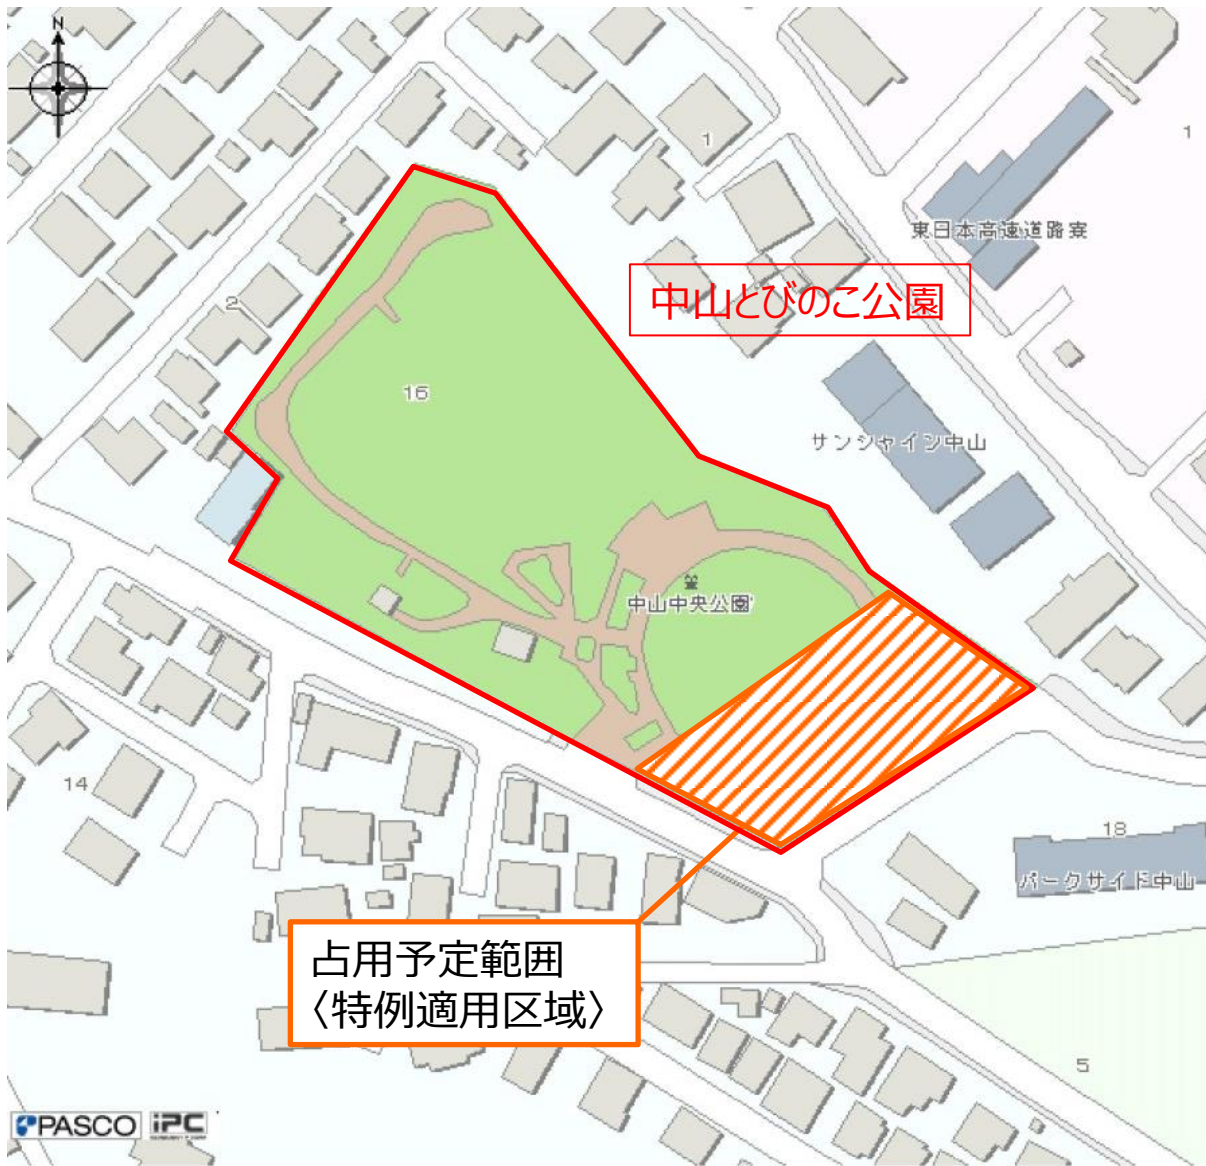 N
1
1
東日本高速道路寮
中山とびのこ公園
2
16
サンシャイン中山
中山中央公園
14
18
パークサイド中山
占用予定範囲
〈特例適用区域〉
5
PASCO iPC